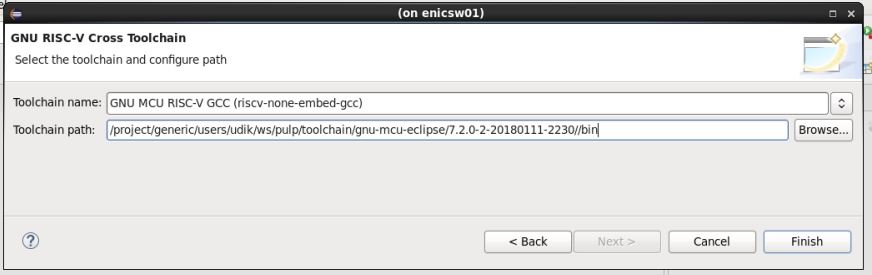 (on enicsw01)
GNU RISC-V Cross Toolchain
Select the toolchain and configure path
Toolchain name: GNU MCU RISC-V GCC (riscv-none-embed-gcc)
Toolchain path: /project/generic/users/udik/ws/pulp/toolchain/gnu-mcu-eclipse/7.2.0-2-20180111-2230//bin Browse...
? < Back Next > Cancel Finish